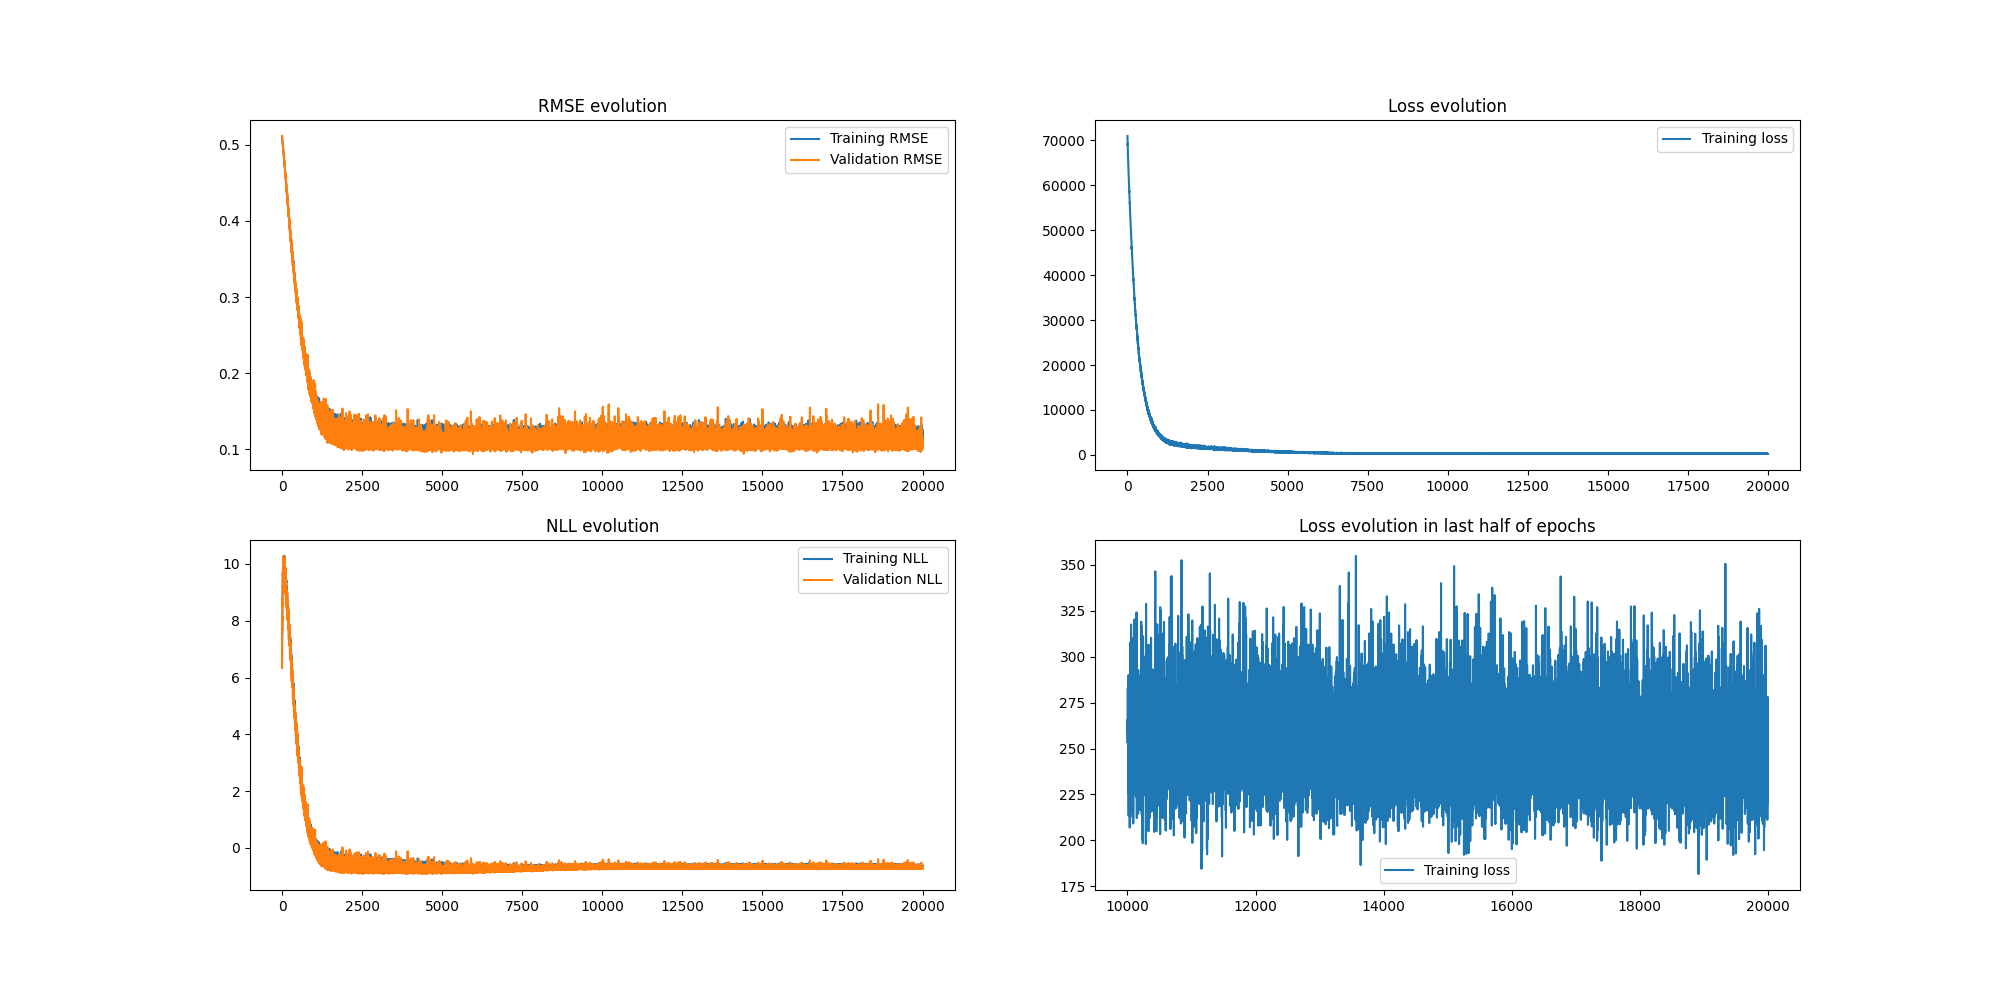 RMSE evolution
Training RMSE
Validation RMSE
0.5
0.4
0.3
0.2
0.1
0 2500 5000 7500 10000 12500 15000 17500 20000
Loss evolution
Training loss
70000
60000
50000
40000
30000
20000
10000
0
0 2500 5000 7500 10000 12500 15000 17500 20000
NLL evolution
Training NLL
Validation NLL
10
8
6
4
2
0
0 2500 5000 7500 10000 12500 15000 17500 20000
Loss evolution in last half of epochs
350
325
300
275
250
225
200
175
Training loss
10000 12000 14000 16000 18000 20000